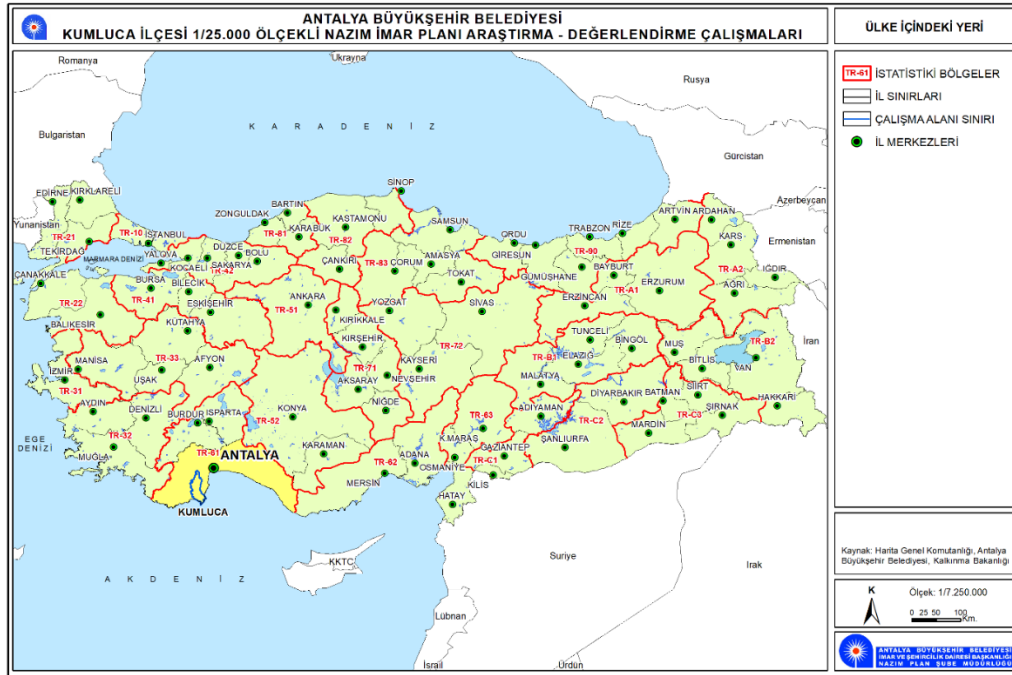 ANTALYA BÜYÜKŞEHİR BELEDİYESİ
KUMLUCA İLÇESİ 1/25.000 ÖLÇEKLİ NAZIM İMAR PLANI ARAŞTIRMA - DEĞERLENDİRME ÇALIŞMALARI
ÜLKE İÇİNDEKİ YERİ
TR-61 İSTATİSTİKİ BÖLGELER
İL SINIRLARI
ÇALIŞMA ALANI SINIRI
İL MERKEZLERİ
Romanya
Ukrayna
Rusya
Bulgaristan
K A R A D E N İ Z
Gürcistan
Azerbeycan
Yunanistan
Ermenistan
SİNOP
EDİRNE
KIRKLARELİ
BARTIN
ZONGULDAK
KASTAMONU
SAMSUN
ARTVİN
ARDAHAN
TR-21
TR-10
İSTANBUL
TR-81
KARABÜK
TR-82
ORDU
TRABZON
RİZE
KARS
TEKİRDAĞ
MARMARA DENİZİ
YALOVA
KOCAELİ
DÜZCE
SAKARYA
BOLU
TR-42
ÇANKIRI
TR-83
ÇORUM
AMASYA
TOKAT
GİRESUN
TR-90
GÜMÜŞHANE
BAYBURT
TR-A1
ERZURUM
TR-A2
IĞDIR
AĞRI
ÇANAKKALE
BURSA
TR-41
BİLECİK
ESKİŞEHİR
TR-22
BALIKESİR
KÜTAHYA
ANKARA
TR-51
KIRIKKALE
YOZGAT
SİVAS
ERZİNCAN
TUNCELİ
BİNGÖL
MUŞ
TR-B2
VAN
İran
MANİSA
İZMİR
TR-31
TR-33
UŞAK
AFYON
KIRŞEHİR
TR-71
TR-72
KAYSERİ
NEVŞEHİR
AKSARAY
NİĞDE
TR-B1
ELAZIĞ
MALATYA
BİTLİS
SİİRT
BATMAN
DİYARBAKIR
HAKKARİ
ŞIRNAK
TR-C3
MARDİN
AYDIN
DENİZLİ
BURDUR
ISPARTA
KONYA
TR-52
KARAMAN
TR-63
ADIYAMAN
TR-C2
ŞANLIURFA
EGE
DENİZİ
TR-32
MUĞLA
TR-61
ANTALYA
KUMLUCA
TR-62
MERSİN
ADANA
K.MARAŞ
OSMANİYE
GAZİANTEP
TR-C1
KİLİS
HATAY
Suriye
Irak
KKTC
A K D E N İ Z
Lübnan
İsrail
Ürdün
Kaynak: Harita Genel Komutanlığı, Antalya
Büyükşehir Belediyesi, Kalkınma Bakanlığı
K
Ölçek: 1/7.250.000
0 25 50 100
Km.
ANTALYA BÜYÜKŞEHİR BELEDİYESİ
İMAR VE ŞEHİRCİLİK DAİRESİ BAŞKANLIĞI
NAZIM PLAN ŞUBE MÜDÜRLÜĞÜ